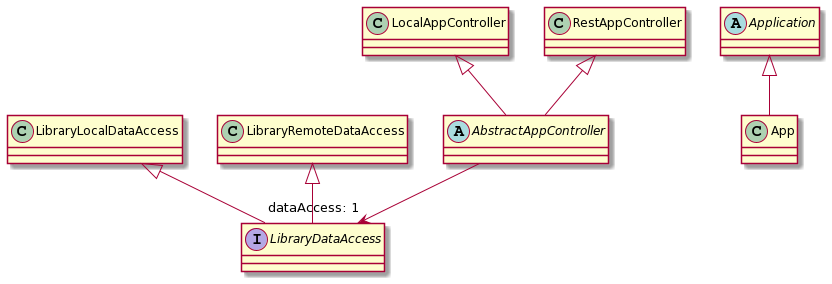 C LocalAppController
C RestAppController
A Application
C LibraryLocalDataAccess
C LibraryRemoteDataAccess
A AbstractAppController
C App
dataAccess: 1
I LibraryDataAccess